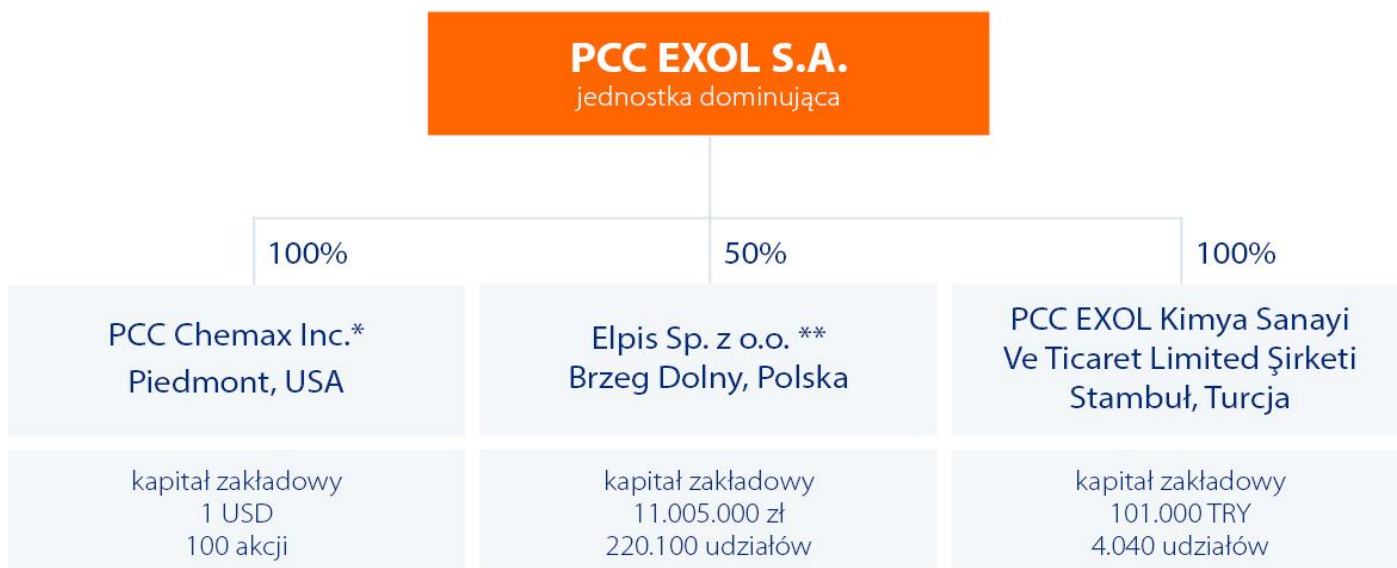 PCC EXOL S.A.
jednostka dominująca
100%
50%
100%
PCC Chemax Inc.*
Piedmont, USA
Elpis Sp. z o.o. **
Brzeg Dolny, Polska
PCC EXOL Kimya Sanayi
Ve Ticaret Limited Şirketi
Stambuł, Turcja
kapitał zakładowy
1 USD
100 akcji
kapitał zakładowy
11.005.000 zł
220.100 udziałów
kapitał zakładowy
101.000 TRY
4.040 udziałów